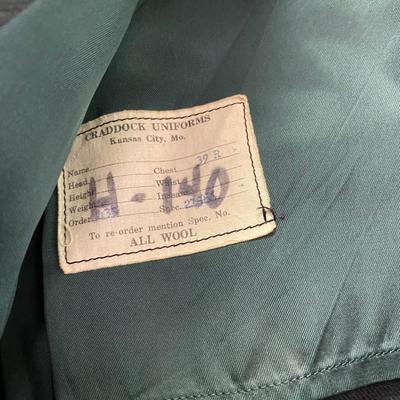 CRADDOCK UNIFORMS
Kansas City, Mo.
Name
Head Chest 39 R
Height Waist
Weight Inseam
Order Spec.
H-140
To re-order mention Spec. No.
ALL WOOL